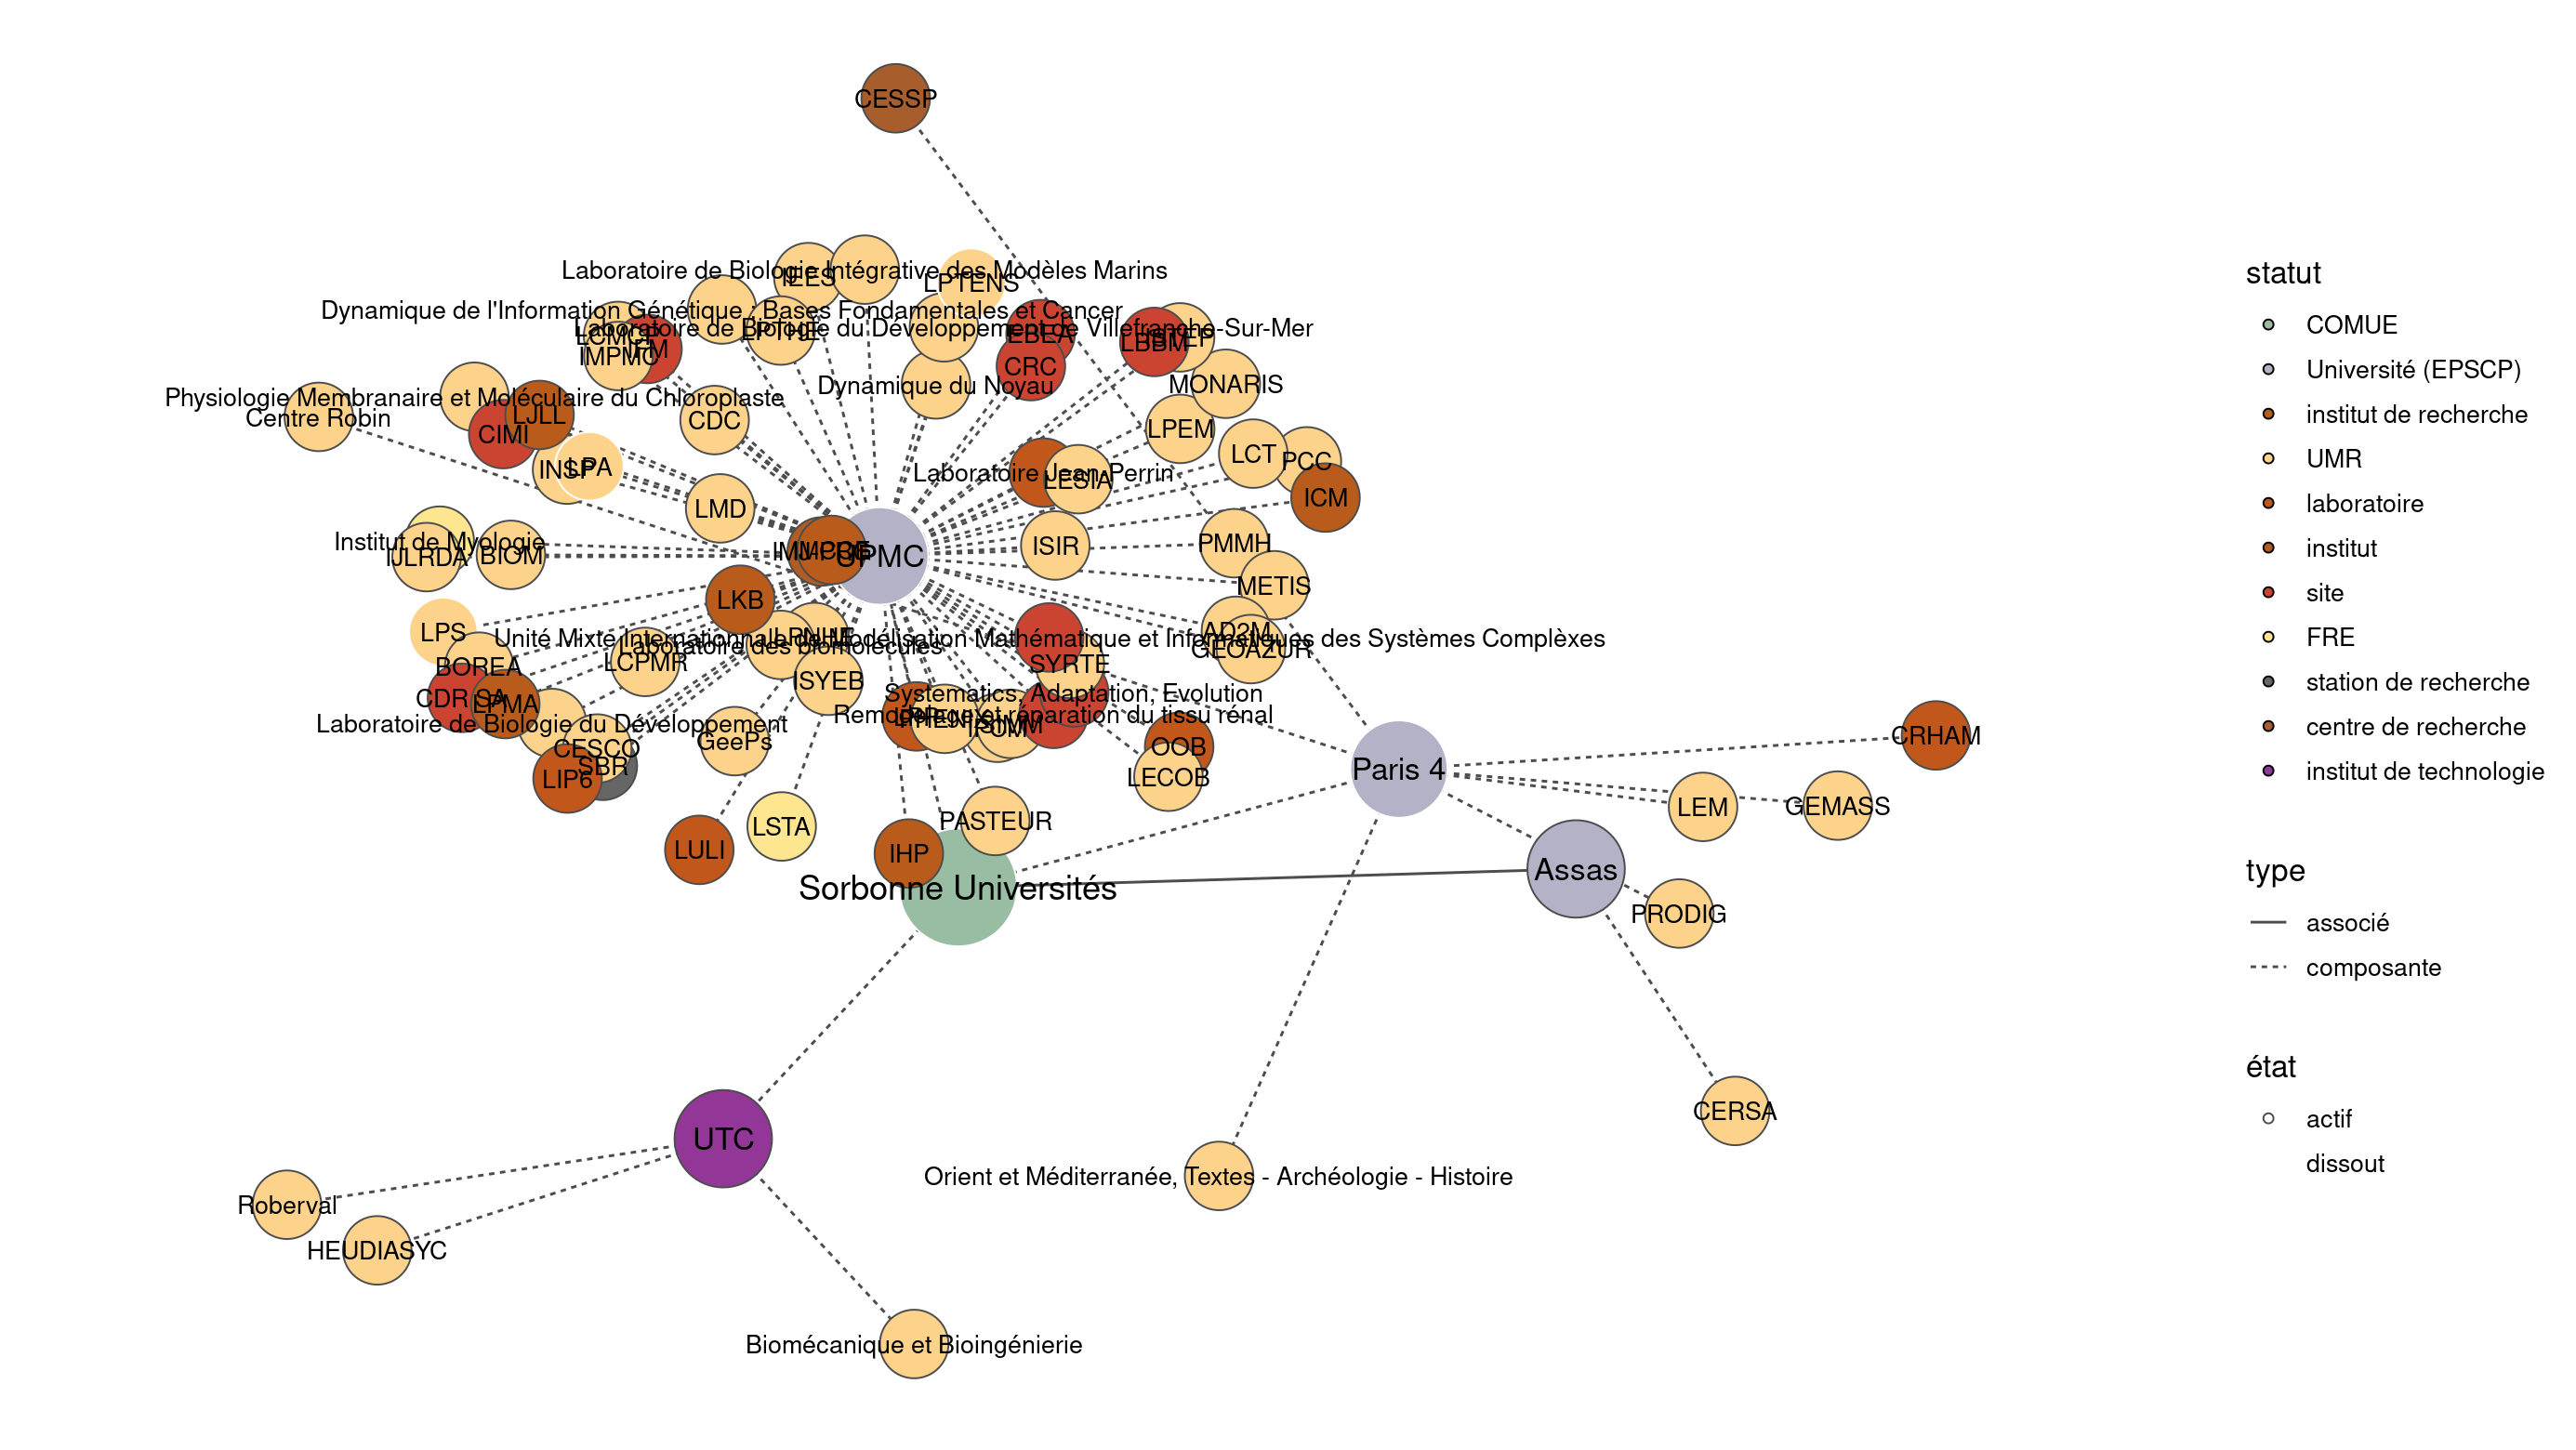 CESSP
Laboratoire de Biologie Intégrative des Modèles Marins
IEES
LPTENS
Dynamique de l'Information Génétique : Bases Fondamentales et Cancer
Laboratoire de Biologie du Développement de Villefranche-Sur-Mer
LPTHE
EBLEA
LBBM
ISTEP
IMPMC
IFM
CRC
Dynamique du Noyau
MONARIS
Physiologie Membranaire et Moléculaire du Chloroplaste
Centre Robin
LJLL
CIMI
CDC
LPEM
LCT
PCC
INSP
LPA
Laboratoire Jean-Perrin
LESIA
ICM
LMD
Institut de Myologie
IJLRDA
BIOM
UPMC
ISIR
PMMH
METIS
LKB
LPS
AD2M
GEOAZUR
Unité Mixte Internationnale de Modélisation Mathématique et Informatiques des Systèmes Complexes
Laboratoire des biomolécules
LCPMR
BOREA
SYRTE
ISYEB
CDR SA
LPMA
Systematics, Adaptation, Evolution
Remodelage et réparation du tissu rénal
Laboratoire de Biologie du Développement
CESCO
SBR
LIP6
GeePs
PHENIX
IPCM
OOB
LECOB
Paris 4
CRHAM
LEM
GEMASS
LULI
LSTA
PASTEUR
IHP
Sorbonne Universités
Assas
PRODIG
CERSA
UTC
Orient et Méditerranée, Textes - Archéologie - Histoire
Roberval
HEUDIASYC
Biomécanique et Bioingénierie
statut
COMUE
Université (EPSCP)
institut de recherche
UMR
laboratoire
institut
site
FRE
station de recherche
centre de recherche
institut de technologie
type
associé
composante
état
actif
dissout